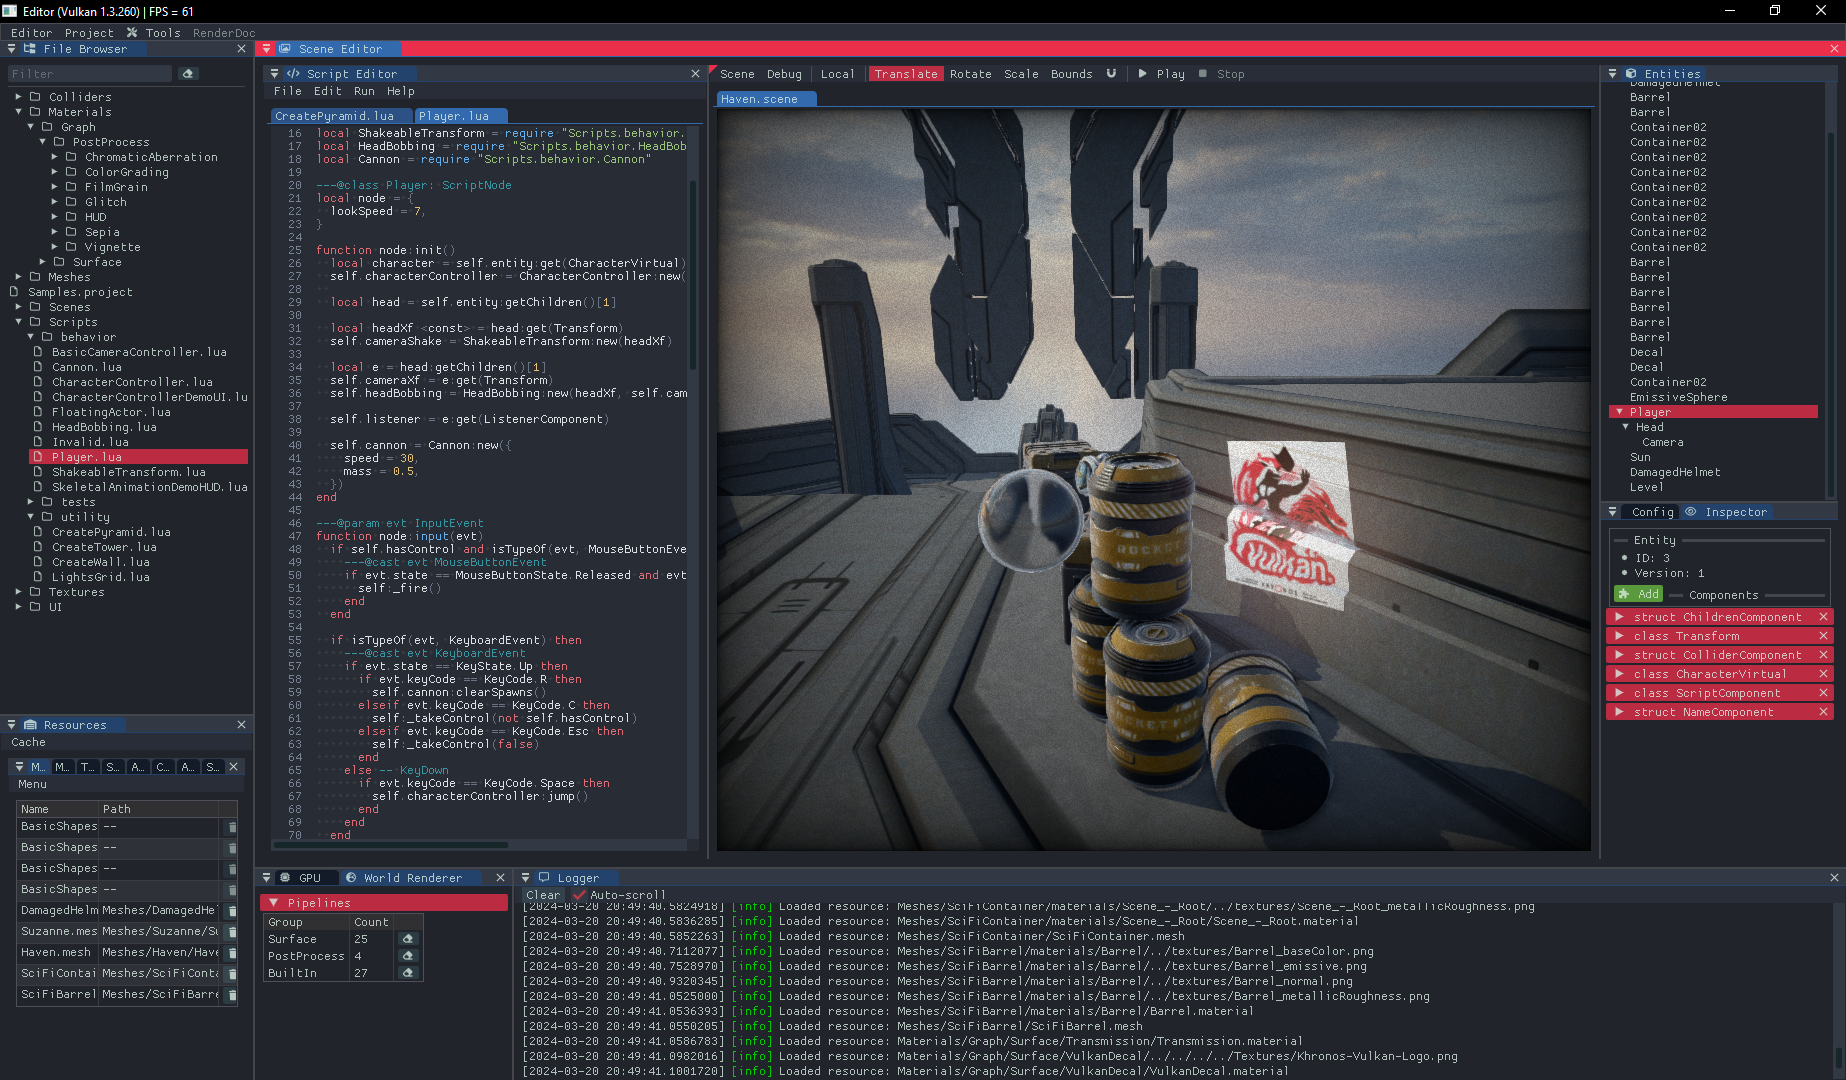 Editor (Vulkan 1.3.260) | FPS = 61
Editor Project Tools RenderDoc
File Browser
Filter
Colliders
Materials
Graph
PostProcess
ChromaticAberration
ColorGrading
FilmGrain
Glitch
HUD
Sepia
Vignette
Surface
Meshes
Samples.project
Scenes
Scripts
behavior
BasicCameraController.lua
Cannon.lua
CharacterController.lua
CharacterControllerDemoUI.lu
FloatingActor.lua
HeadBobbing.lua
Invalid.lua
Player.lua
ShakeableTransform.lua
SkeletalAnimationDemoHUD.lua
tests
utility
CreatePyramid.lua
CreateTower.lua
CreateWall.lua
LightsGrid.lua
Textures
UI
Resources
Cache
M... M... T... S... A... C... A... S...
Menu
Name Path
BasicShapes --
BasicShapes --
BasicShapes --
BasicShapes --
DamagedHelm Meshes/DamagedHel
Suzanne.mes Meshes/Suzanne/Su
Haven.mesh Meshes/Haven/Have
SciFiContai Meshes/SciFiConta
SciFiBarrel Meshes/SciFiBarre
Scene Editor
Script Editor
File Edit Run Help
CreatePyramid.lua Player.lua
16 local ShakeableTransform = require "Scripts.behavior.
17 local HeadBobbing = require "Scripts.behavior.HeadBob
18 local Cannon = require "Scripts.behavior.Cannon"
19
20 ---@class Player: ScriptNode
21 local node = {
22 lookSpeed = 7,
23 }
24
25 function node:init()
26 local character = self.entity:get(CharacterVirtual)
27 self.characterController = CharacterController:new(
28
29 local head = self.entity:getChildren()[1]
30
31 local headXf <const> = head:get(Transform)
32 self.cameraShake = ShakeableTransform:new(headXf)
33
34 local e = head:getChildren()[1]
35 self.cameraXf = e:get(Transform)
36 self.headBobbing = HeadBobbing:new(headXf, self.cam
37
38 self.listener = e:get(ListenerComponent)
39
40 self.cannon = Cannon:new({
41 speed = 30,
42 mass = 0.5,
43 })
44 end
45
46 ---@param evt InputEvent
47 function node:input(evt)
48 if self.hasControl and isTypeOf(evt, MouseButtonEve
49 ---@cast evt MouseButtonEvent
50 if evt.state == MouseButtonState.Released and evt
51 self:_fire()
52 end
53 end
54
55 if isTypeOf(evt, KeyboardEvent) then
56 ---@cast evt KeyboardEvent
57 if evt.state == KeyState.Up then
58 if evt.keyCode == KeyCode.R then
59 self.cannon:clearSpawns()
60 elseif evt.keyCode == KeyCode.C then
61 self:_takeControl(not self.hasControl)
62 elseif evt.keyCode == KeyCode.Esc then
63 self:_takeControl(false)
64 end
65 else -- KeyDown
66 if evt.keyCode == KeyCode.Space then
67 self.characterController:jump()
68 end
69 end
70 end
Scene Debug Local Translate Rotate Scale Bounds Play Stop
Haven.scene
ROCKET
Vulkan
ROCKET FUEL
Entities
DamagedHelmet
Barrel
Barrel
Container02
Container02
Container02
Container02
Container02
Container02
Container02
Container02
Container02
Barrel
Barrel
Barrel
Barrel
Barrel
Barrel
Decal
Decal
Container02
EmissiveSphere
Player
Head
Camera
Sun
DamagedHelmet
Level
Config Inspector
Entity
ID: 3
Version: 1
Add Components
struct ChildrenComponent
class Transform
struct ColliderComponent
class CharacterVirtual
class ScriptComponent
struct NameComponent
GPU World Renderer
Pipelines
Group Count
Surface 25
PostProcess 4
BuiltIn 27
Logger
Clear Auto-scroll
[2024-03-20 20:49:40.5824918] [info] Loaded resource: Meshes/SciFiContainer/materials/Scene_-_Root/../textures/Scene_-_Root_metallicRoughness.png
[2024-03-20 20:49:40.5836285] [info] Loaded resource: Meshes/SciFiContainer/materials/Scene_-_Root/Scene_-_Root.material
[2024-03-20 20:49:40.5852263] [info] Loaded resource: Meshes/SciFiContainer/SciFiContainer.mesh
[2024-03-20 20:49:40.7112077] [info] Loaded resource: Meshes/SciFiBarrel/materials/Barrel/../textures/Barrel_baseColor.png
[2024-03-20 20:49:40.7528970] [info] Loaded resource: Meshes/SciFiBarrel/materials/Barrel/../textures/Barrel_emissive.png
[2024-03-20 20:49:40.9320345] [info] Loaded resource: Meshes/SciFiBarrel/materials/Barrel/../textures/Barrel_normal.png
[2024-03-20 20:49:41.0525000] [info] Loaded resource: Meshes/SciFiBarrel/materials/Barrel/../textures/Barrel_metallicRoughness.png
[2024-03-20 20:49:41.0536393] [info] Loaded resource: Meshes/SciFiBarrel/materials/Barrel/Barrel.material
[2024-03-20 20:49:41.0550205] [info] Loaded resource: Meshes/SciFiBarrel/SciFiBarrel.mesh
[2024-03-20 20:49:41.0586783] [info] Loaded resource: Materials/Graph/Surface/Transmission/Transmission.material
[2024-03-20 20:49:41.0982016] [info] Loaded resource: Materials/Graph/Surface/VulkanDecal/../../../../Textures/Khronos-Vulkan-Logo.png
[2024-03-20 20:49:41.1001720] [info] Loaded resource: Materials/Graph/Surface/VulkanDecal/VulkanDecal.material